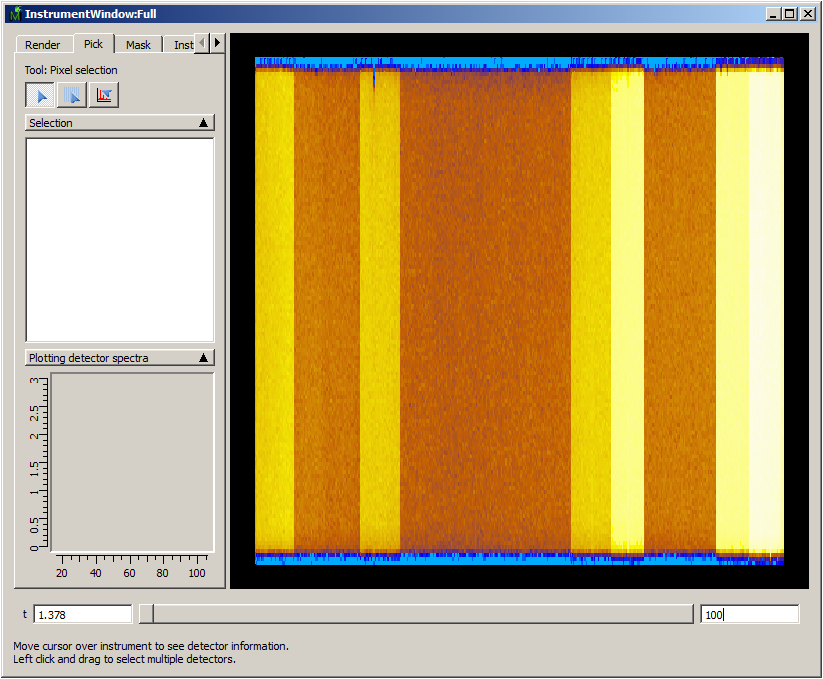 InstrumentWindow:Full
Render Pick Mask Inst
Tool: Pixel selection
Selection
Plotting detector spectra
3
2.5
2
1.5
1
0.5
0
20 40 60 80 100
t 1.378 100
Move cursor over instrument to see detector information.
Left click and drag to select multiple detectors.